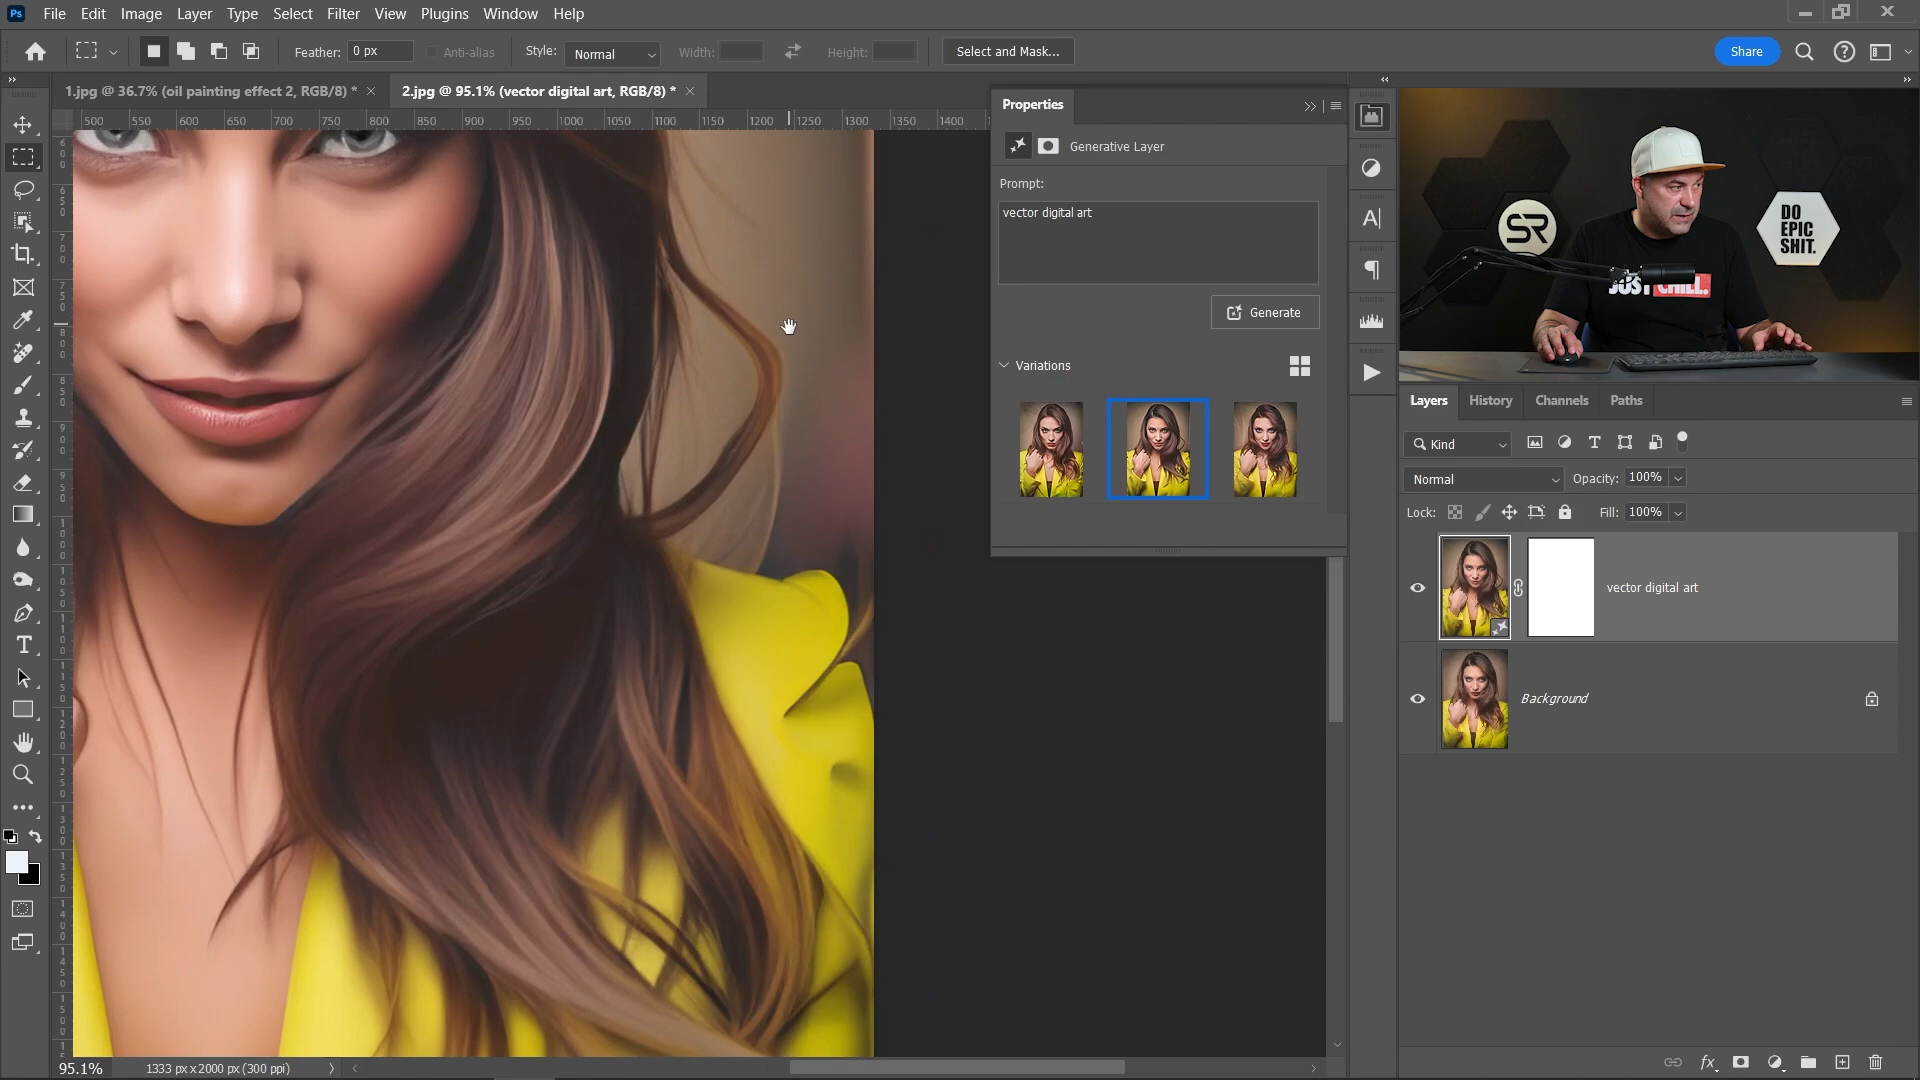 Ps File Edit Image Layer Type Select Filter View Plugins Window Help
Feather: 0 px Anti-alias Style: Normal Width: Height: Select and Mask... Share
1.jpg @ 36.7% (oil painting effect 2, RGB/8) * 2.jpg @ 95.1% (vector digital art, RGB/8) *
500 550 600 650 700 750 800 850 900 950 1000 1050 1100 1150 1200 1250 1300 1350 1400
Properties
Generative Layer
Prompt:
vector digital art
Generate
Variations
SR
DO
EPIC
SHIT.
JUST CHILL.
Layers History Channels Paths
Kind
Normal Opacity: 100%
Lock: Fill: 100%
vector digital art
Background
95.1% 1333 px x 2000 px (300 ppi)